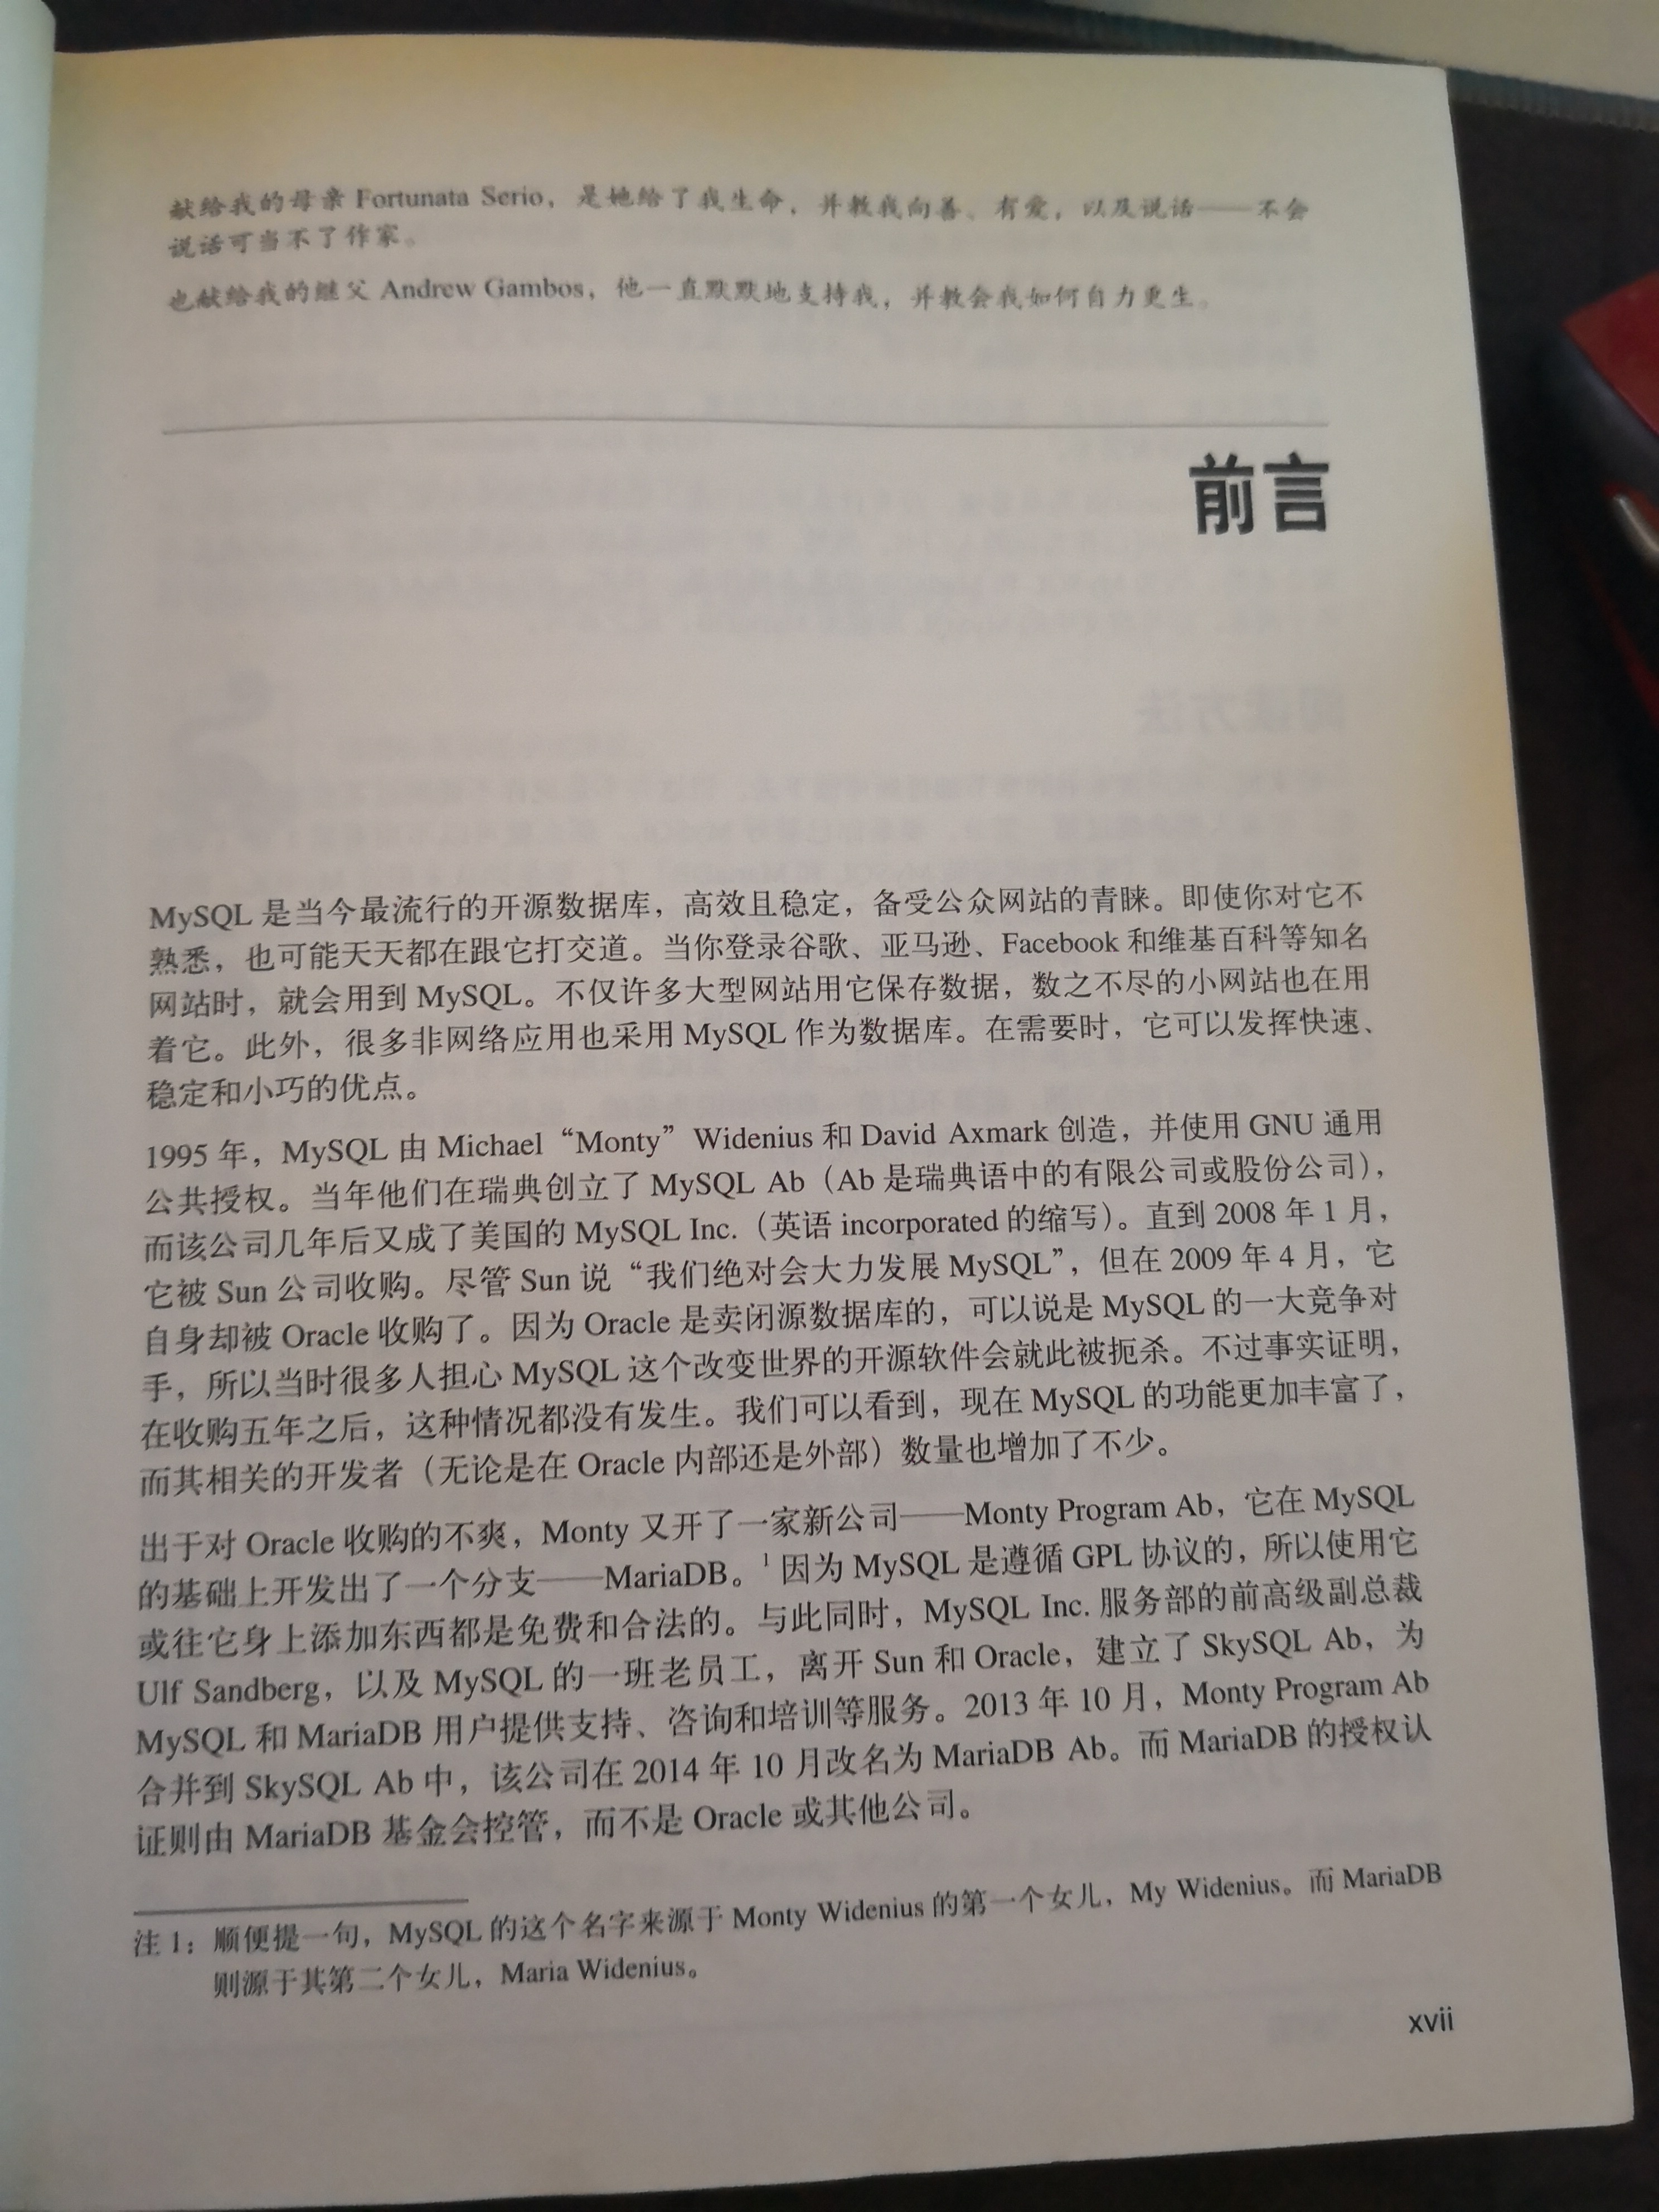 献给我的母亲 Fortunata Serio，是她给了我生命，并教我向善、有爱，以及说话——不会
说话可当不了作家。
也献给我的继父 Andrew Gambos，他一直默默地支持我，并教会我如何自力更生。
前言
MySQL 是当今最流行的开源数据库，高效且稳定，备受公众网站的青睐。即使你对它不
熟悉，也可能天天都在跟它打交道。当你登录谷歌、亚马逊、Facebook 和维基百科等知名
网站时，就会用到 MySQL。不仅许多大型网站用它保存数据，数之不尽的小网站也在用
着它。此外，很多非网络应用也采用 MySQL 作为数据库。在需要时，它可以发挥快速、
稳定和小巧的优点。
1995 年，MySQL 由 Michael “Monty” Widenius 和 David Axmark 创造，并使用 GNU 通用
公共授权。当年他们在瑞典创立了 MySQL Ab（Ab 是瑞典语中的有限公司或股份公司），
而该公司几年后又成了美国的 MySQL Inc.（英语 incorporated 的缩写）。直到 2008 年 1 月，
它被 Sun 公司收购。尽管 Sun 说“我们绝对会大力发展 MySQL”，但在 2009 年 4 月，它
自身却被 Oracle 收购了。因为 Oracle 是卖闭源数据库的，可以说是 MySQL 的一大竞争对
手，所以当时很多人担心 MySQL 这个改变世界的开源软件会就此被扼杀。不过事实证明，
在收购五年之后，这种情况都没有发生。我们可以看到，现在 MySQL 的功能更加丰富了，
而其相关的开发者（无论是在 Oracle 内部还是外部）数量也增加了不少。
出于对 Oracle 收购的不爽，Monty 又开了一家新公司——Monty Program Ab，它在 MySQL
的基础上开发出了一个分支——MariaDB。1 因为 MySQL 是遵循 GPL 协议的，所以使用它
或往它身上添加东西都是免费和合法的。与此同时，MySQL Inc. 服务部的前高级副总裁
Ulf Sandberg，以及 MySQL 的一班老员工，离开 Sun 和 Oracle，建立了 SkySQL Ab，为
MySQL 和 MariaDB 用户提供支持、咨询和培训等服务。2013 年 10 月，Monty Program Ab
合并到 SkySQL Ab 中，该公司在 2014 年 10 月改名为 MariaDB Ab。而 MariaDB 的授权认
证则由 MariaDB 基金会控管，而不是 Oracle 或其他公司。
注 1：顺便提一句，MySQL 的这个名字来源于 Monty Widenius 的第一个女儿，My Widenius。而 MariaDB
则源于其第二个女儿，Maria Widenius。
xvii